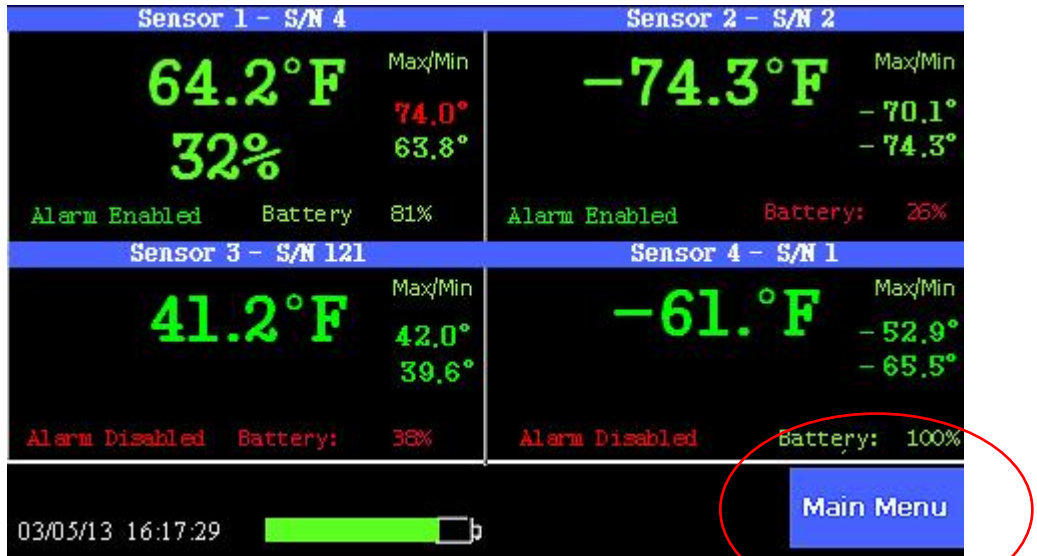 Sensor 1 - S/N 4
64.2°F
Max/Min
74.0°
32%
63.8°
Alarm Enabled Battery 81%
Sensor 2 - S/N 2
-74.3°F
Max/Min
-70.1°
-74.3°
Alarm Enabled Battery: 26%
Sensor 3 - S/N 121
41.2°F
Max/Min
42.0°
39.6°
Alarm Disabled Battery: 38%
Sensor 4 - S/N 1
-61.°F
Max/Min
-52.9°
-65.5°
Alarm Disabled Battery: 100%
03/05/13 16:17:29
Main Menu